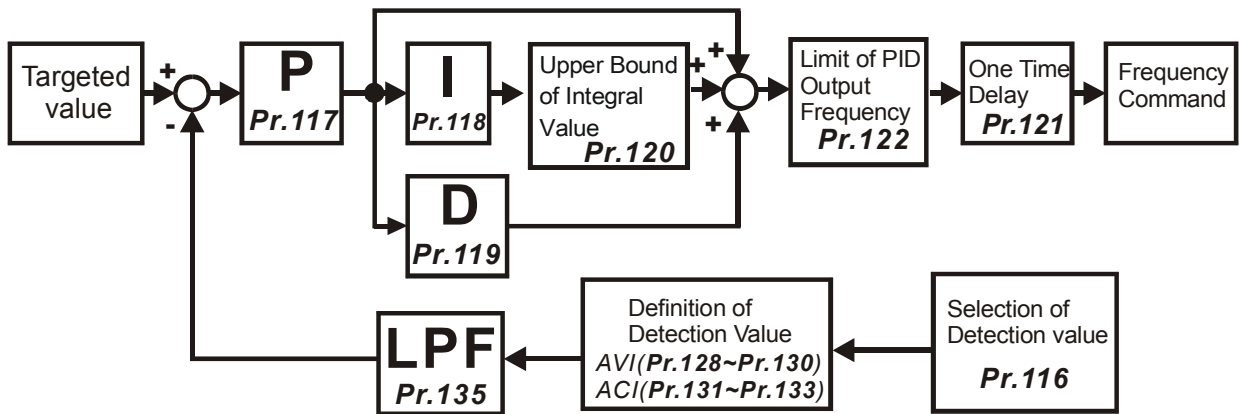 Targeted
value
+
-
P
Pr.117
I
Pr.118
Upper Bound
of Integral
Value
Pr.120
+
+
+
Limit of PID
Output
Frequency
Pr.122
One Time
Delay
Pr.121
Frequency
Command
D
Pr.119
LPF
Pr.135
Definition of
Detection Value
AVI(Pr.128~Pr.130)
ACI(Pr.131~Pr.133)
Selection of
Detection value
Pr.116